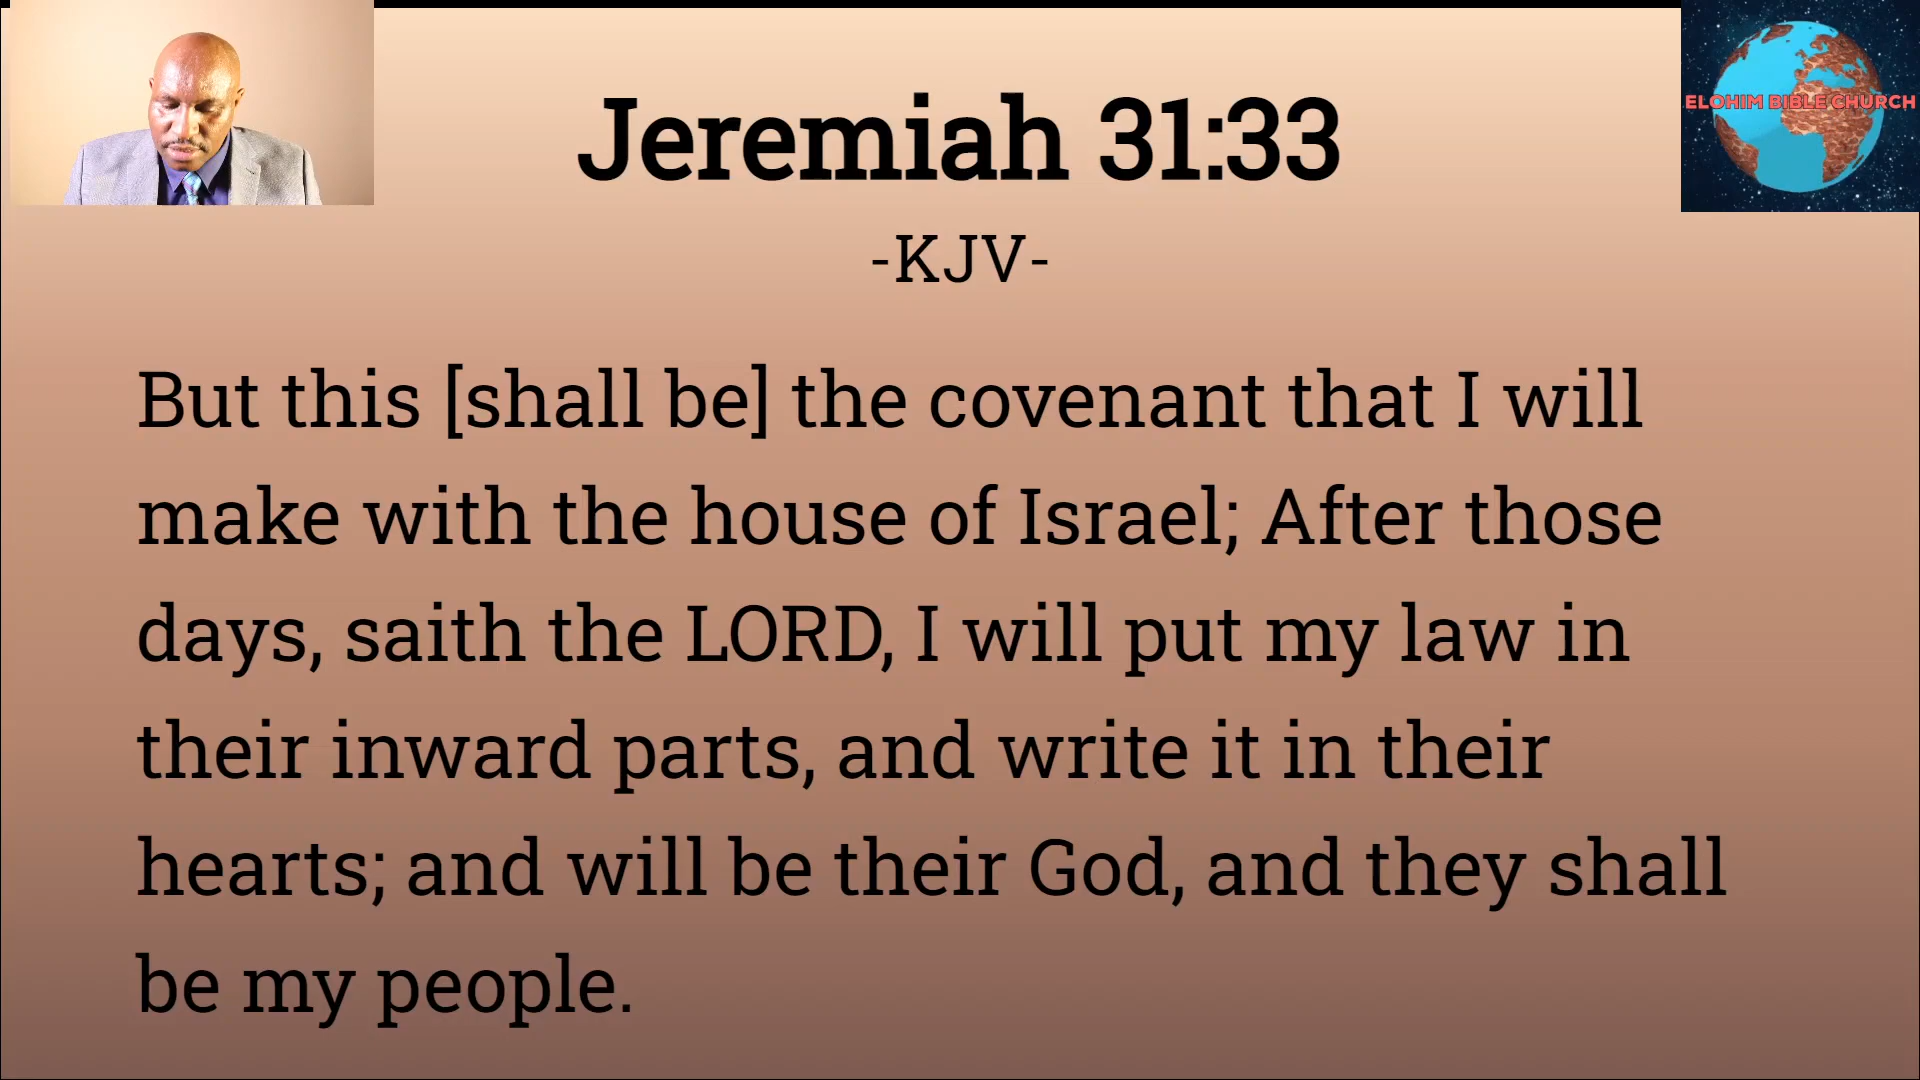 Jeremiah 31:33
ELOHIM BIBLE CHURCH
-KJV-
But this [shall be] the covenant that I will
make with the house of Israel; After those
days, saith the LORD, I will put my law in
their inward parts, and write it in their
hearts; and will be their God, and they shall
be my people.